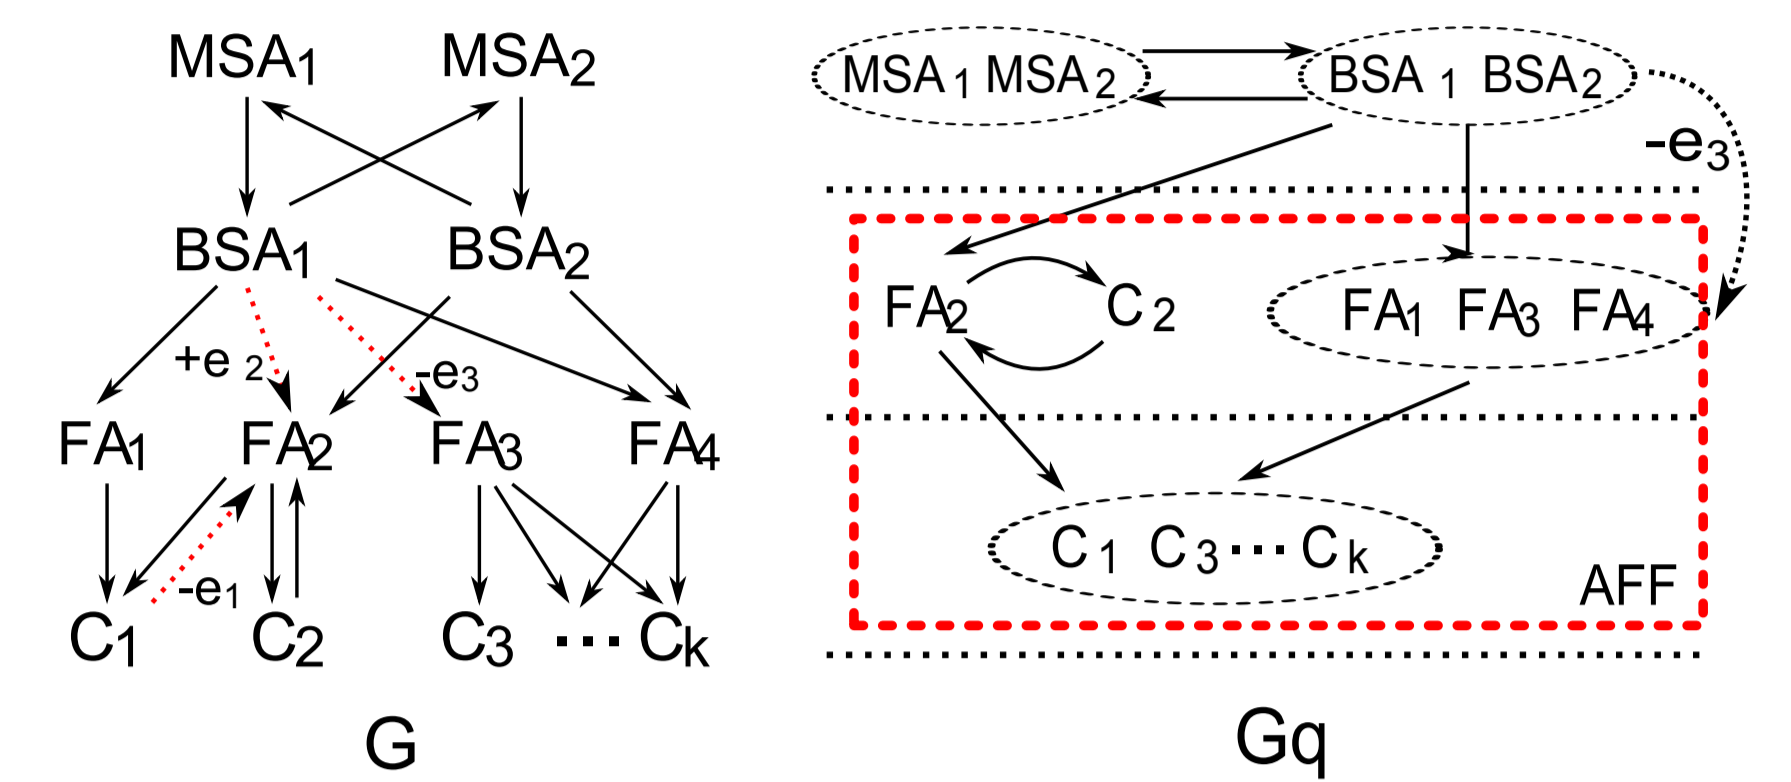 MSA1 MSA2
BSA1 BSA2
+e 2 -e3
FA1 FA2 FA3 FA4
-e1
C1 C2 C3 ... Ck
G
MSA 1 MSA 2 BSA 1 BSA2
-e3
FA2 C 2 FA1 FA3 FA4
C 1 C 3 ... C k
AFF
Gq